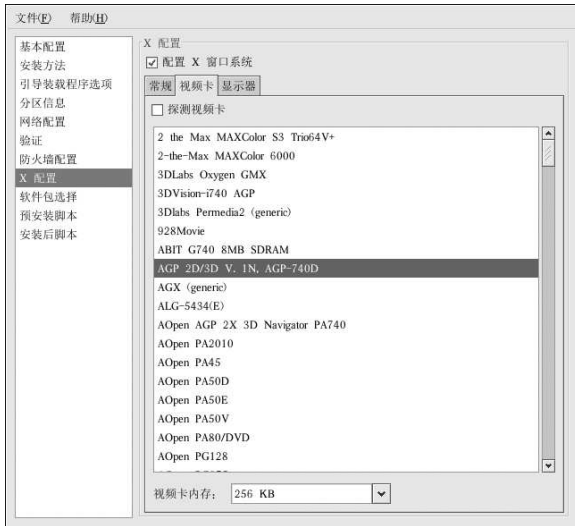 文件(F) 帮助(H)
基本配置
安装方法
引导装载程序选项
分区信息
网络配置
验证
防火墙配置
X 配置
软件包选择
预安装脚本
安装后脚本
X 配置
配置 X 窗口系统
常规 视频卡 显示器
探测视频卡
2 the Max MAXColor S3 Trio64V+
2-the-Max MAXColor 6000
3DLabs Oxygen GMX
3DVision-i740 AGP
3Dlabs Permedia2 (generic)
928Movie
ABIT G740 8MB SDRAM
AGP 2D/3D V. 1N, AGP-740D
AGX (generic)
ALG-5434(E)
AOpen AGP 2X 3D Navigator PA740
AOpen PA2010
AOpen PA45
AOpen PA50D
AOpen PA50E
AOpen PA50V
AOpen PA80/DVD
AOpen PG128
视频卡内存: 256 KB